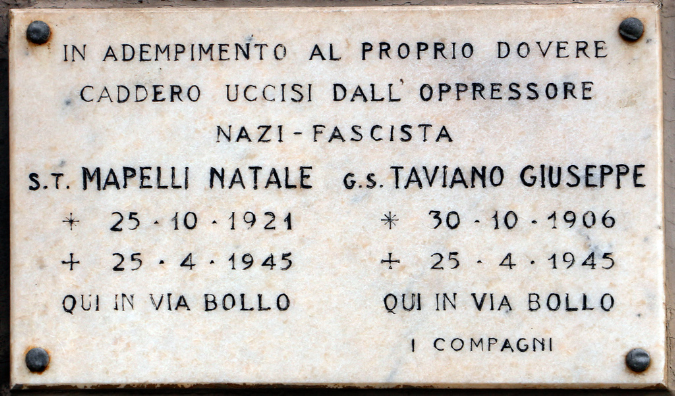 IN ADEMPIMENTO AL PROPRIO DOVERE
CADDERO UCCISI DALL' OPPRESSORE
NAZI-FASCISTA
S.T. MAPELLI NATALE G.S. TAVIANO GIUSEPPE
* 25·10·1921 * 30·10·1906
+ 25·4·1945 + 25·4·1945
QUI IN VIA BOLLO QUI IN VIA BOLLO
I COMPAGNI